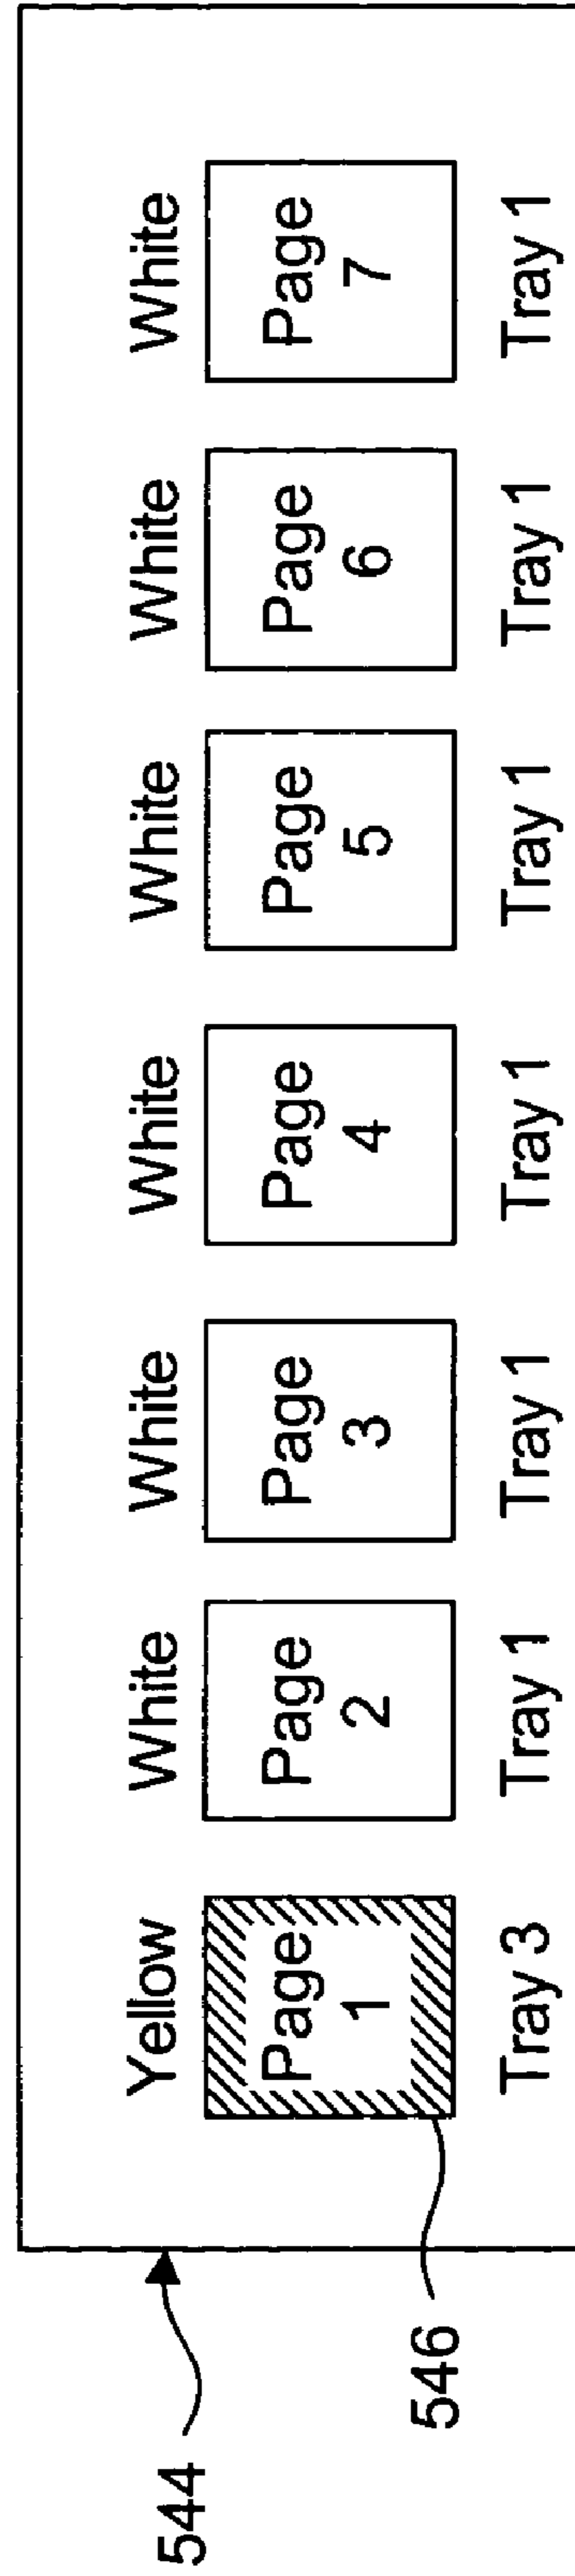 Yellow White White White White White White
Page Page Page Page Page Page Page
1 2 3 4 5 6 7
Tray 3 Tray 1 Tray 1 Tray 1 Tray 1 Tray 1 Tray 1
544
546